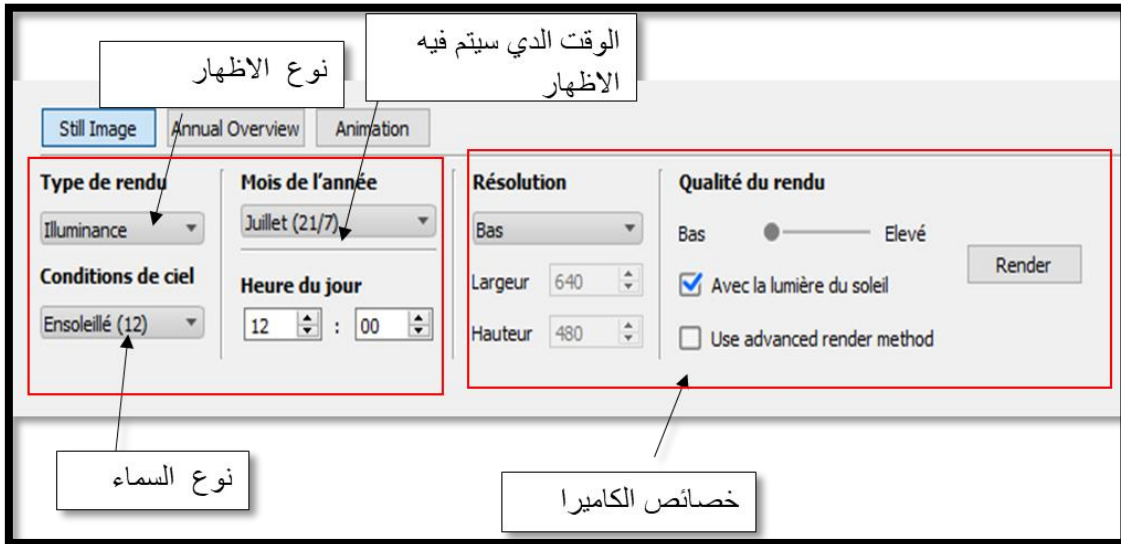 الوقت الدي سيتم فيه
الاظهار
نوع الاظهار
Still Image Annual Overview Animation
Type de rendu
Illuminance
Conditions de ciel
Ensoleillé (12)
Mois de l'année
Juillet (21/7)
Heure du jour
12 : 00
Résolution
Bas
Largeur 640
Hauteur 480
Qualité du rendu
Bas Elevé
Avec la lumière du soleil
Use advanced render method
Render
نوع السماء
خصائص الكاميرا